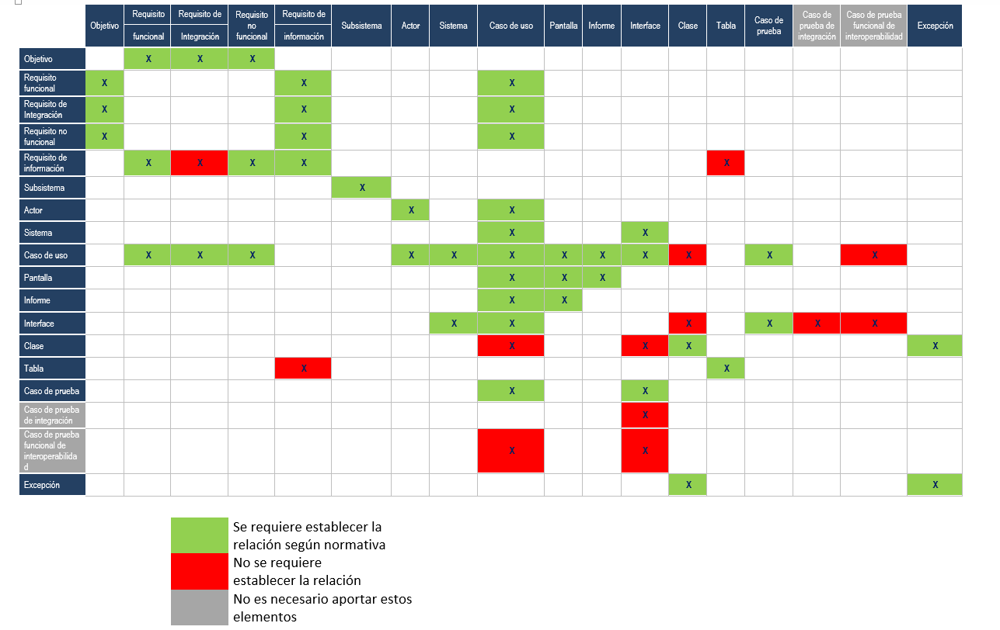 Objetivo Requisito funcional Requisito de Integración Requisito no funcional Requisito de información Subsistema Actor Sistema Caso de uso Pantalla Informe Interface Clase Tabla Caso de prueba Caso de prueba de integración Caso de prueba funcional de interoperabilidad Excepción
Objetivo X X X
Requisito
funcional X X X
Requisito de
Integración X X X
Requisito no
funcional X X X
Requisito de
información X X X X X
Subsistema X
Actor X X
Sistema X X
Caso de uso X X X X X X X X X X X X
Pantalla X X X
Informe X X
Interface X X X X X X
Clase X X X X
Tabla X X
Caso de prueba X X
Caso de prueba
de integración X
Caso de prueba
funcional de
interoperabilida
d X X
Excepción X X
Se requiere establecer la
relación según normativa
No se requiere
establecer la relación
No es necesario aportar estos
elementos